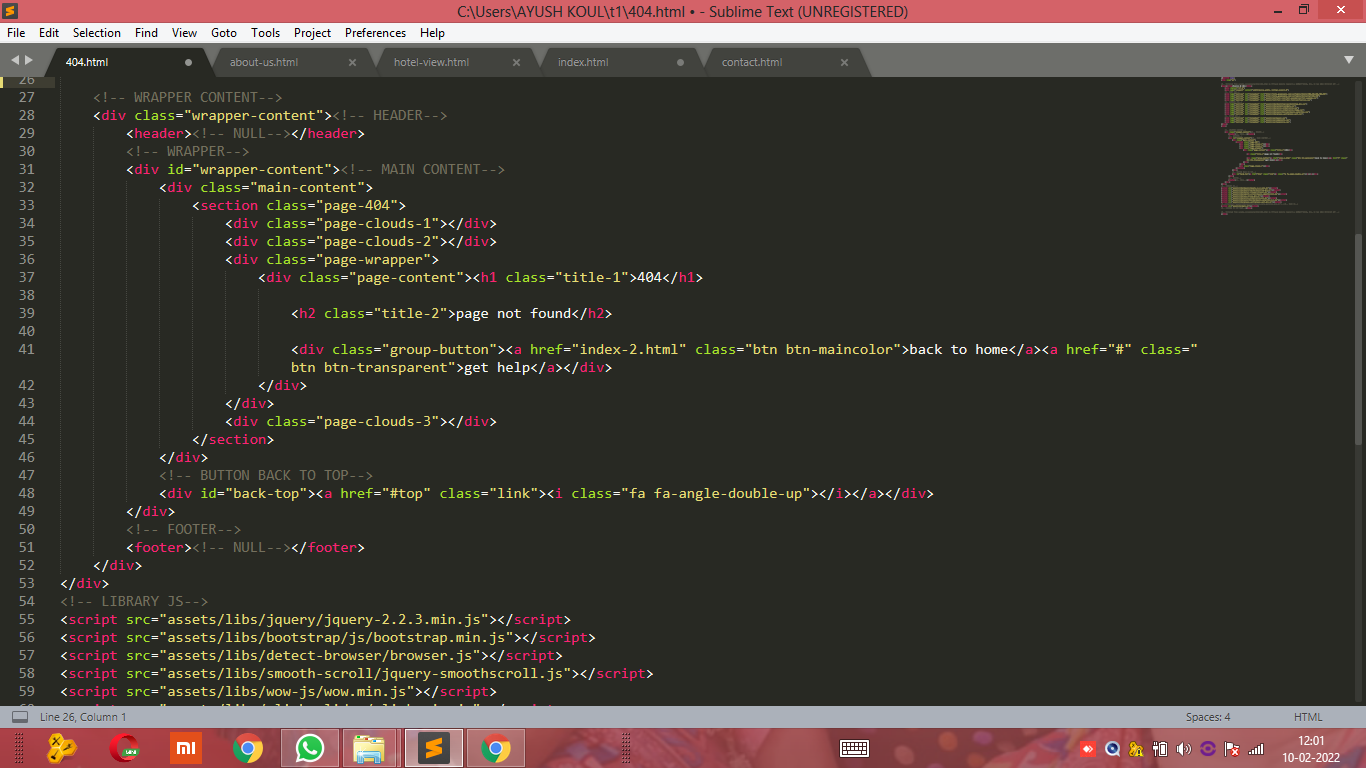 C:\Users\AYUSH KOUL\t1\404.html • - Sublime Text (UNREGISTERED)
File Edit Selection Find View Goto Tools Project Preferences Help
404.html about-us.html hotel-view.html index.html contact.html
26
27 <!-- WRAPPER CONTENT-->
28 <div class="wrapper-content"><!-- HEADER-->
29 <header><!-- NULL--></header>
30 <!-- WRAPPER-->
31 <div id="wrapper-content"><!-- MAIN CONTENT-->
32 <div class="main-content">
33 <section class="page-404">
34 <div class="page-clouds-1"></div>
35 <div class="page-clouds-2"></div>
36 <div class="page-wrapper">
37 <div class="page-content"><h1 class="title-1">404</h1>
38
39 <h2 class="title-2">page not found</h2>
40
41 <div class="group-button"><a href="index-2.html" class="btn btn-maincolor">back to home</a><a href="#" class="
btn btn-transparent">get help</a></div>
42 </div>
43 </div>
44 <div class="page-clouds-3"></div>
45 </section>
46 </div>
47 <!-- BUTTON BACK TO TOP-->
48 <div id="back-top"><a href="#top" class="link"><i class="fa fa-angle-double-up"></i></a></div>
49 </div>
50 <!-- FOOTER-->
51 <footer><!-- NULL--></footer>
52 </div>
53 </div>
54 <!-- LIBRARY JS-->
55 <script src="assets/libs/jquery/jquery-2.2.3.min.js"></script>
56 <script src="assets/libs/bootstrap/js/bootstrap.min.js"></script>
57 <script src="assets/libs/detect-browser/browser.js"></script>
58 <script src="assets/libs/smooth-scroll/jquery-smoothscroll.js"></script>
59 <script src="assets/libs/wow-js/wow.min.js"></script>
Line 26, Column 1 Spaces: 4 HTML
mi
12:01
10-02-2022